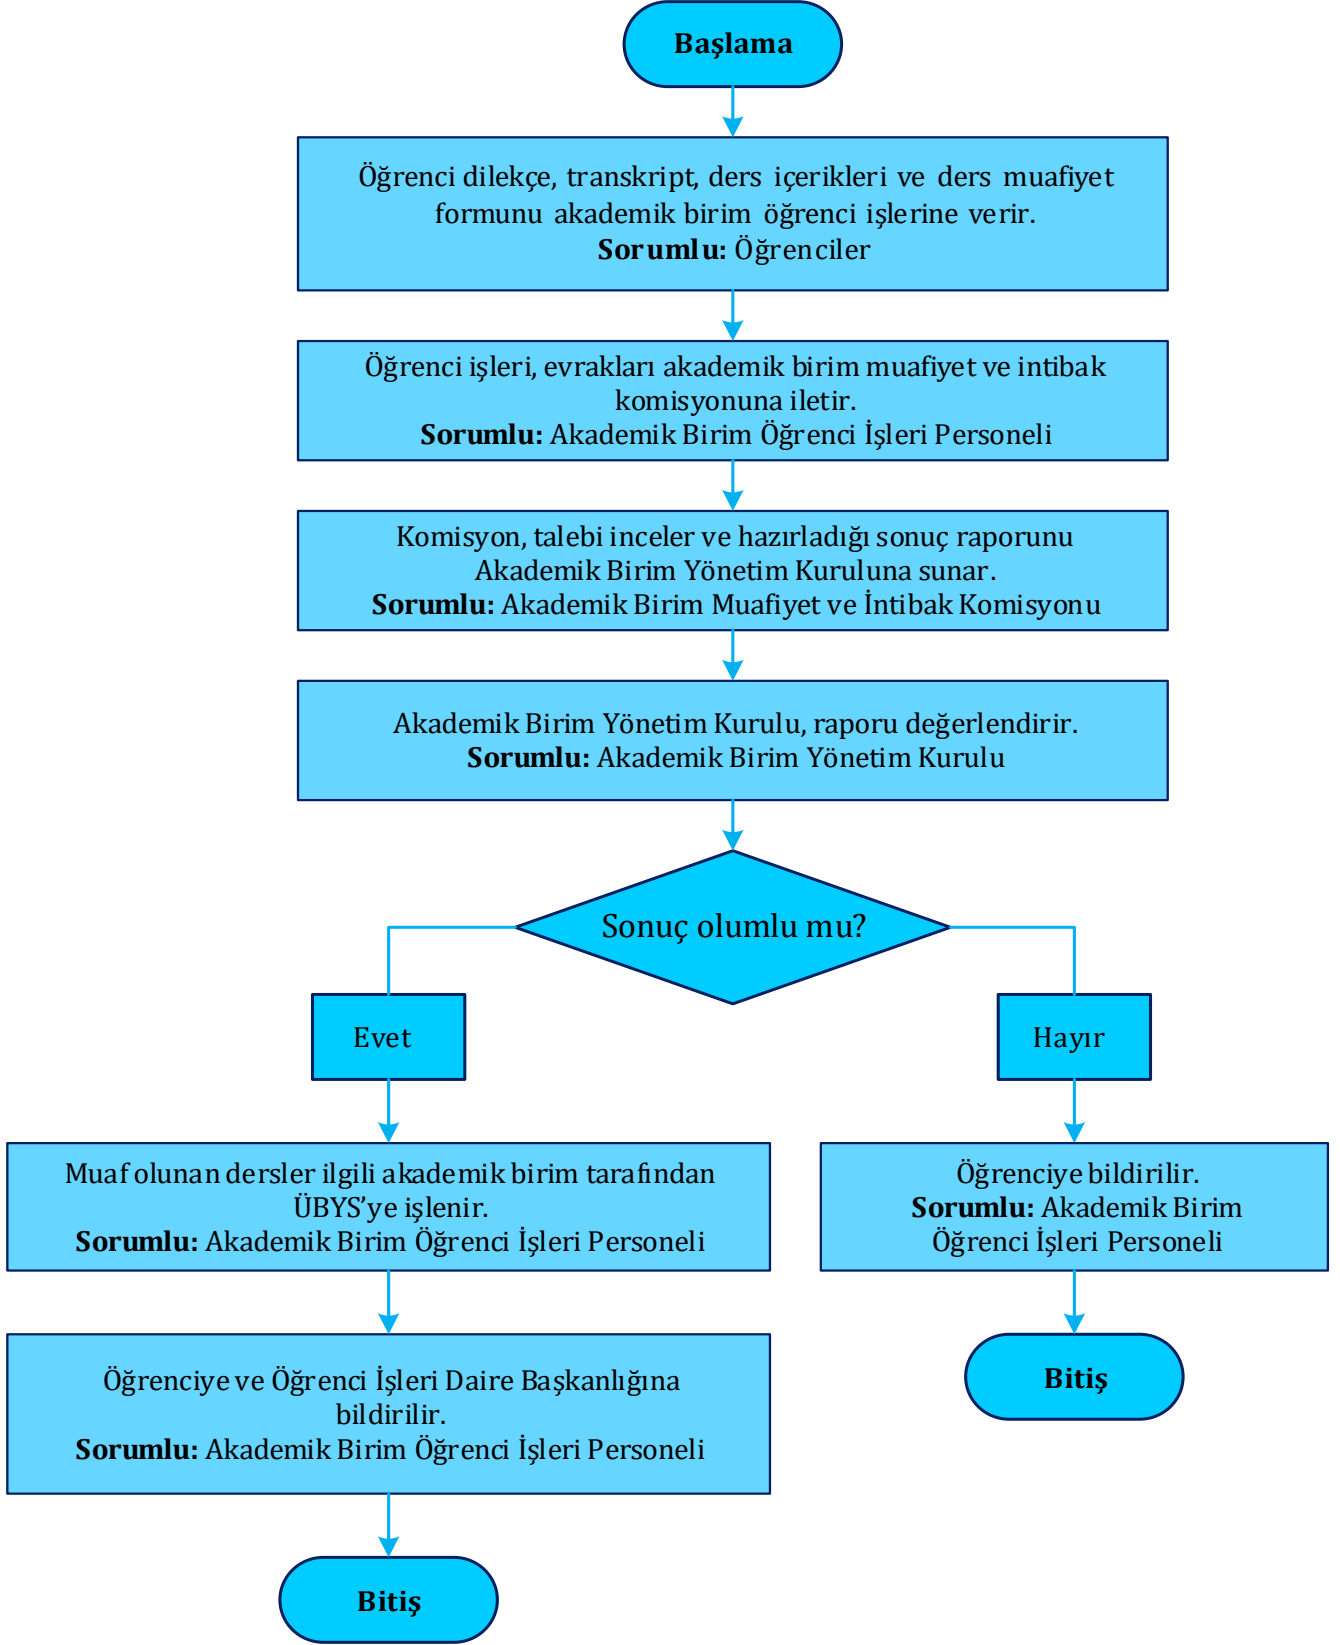 Başlama
Öğrenci dilekçe, transkript, ders içerikleri ve ders muafiyet
formunu akademik birim öğrenci işlerine verir.
Sorumlu: Öğrenciler
Öğrenci işleri, evrakları akademik birim muafiyet ve intibak
komisyonuna iletir.
Sorumlu: Akademik Birim Öğrenci İşleri Personeli
Komisyon, talebi inceler ve hazırladığı sonuç raporunu
Akademik Birim Yönetim Kuruluna sunar.
Sorumlu: Akademik Birim Muafiyet ve İntibak Komisyonu
Akademik Birim Yönetim Kurulu, raporu değerlendirir.
Sorumlu: Akademik Birim Yönetim Kurulu
Sonuç olumlu mu?
Evet
Muaf olunan dersler ilgili akademik birim tarafından
ÜBYS’ye işlenir.
Sorumlu: Akademik Birim Öğrenci İşleri Personeli
Öğrenciye ve Öğrenci İşleri Daire Başkanlığına
bildirilir.
Sorumlu: Akademik Birim Öğrenci İşleri Personeli
Bitiş
Hayır
Öğrenciye bildirilir.
Sorumlu: Akademik Birim
Öğrenci İşleri Personeli
Bitiş